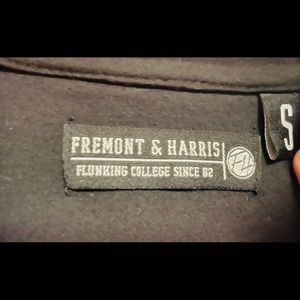 FREMONT & HARRIS
FLUNKING COLLEGE SINCE 82
S